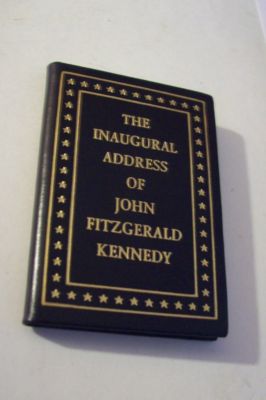 THE
INAUGURAL
ADDRESS
OF
JOHN
FITZGERALD
KENNEDY